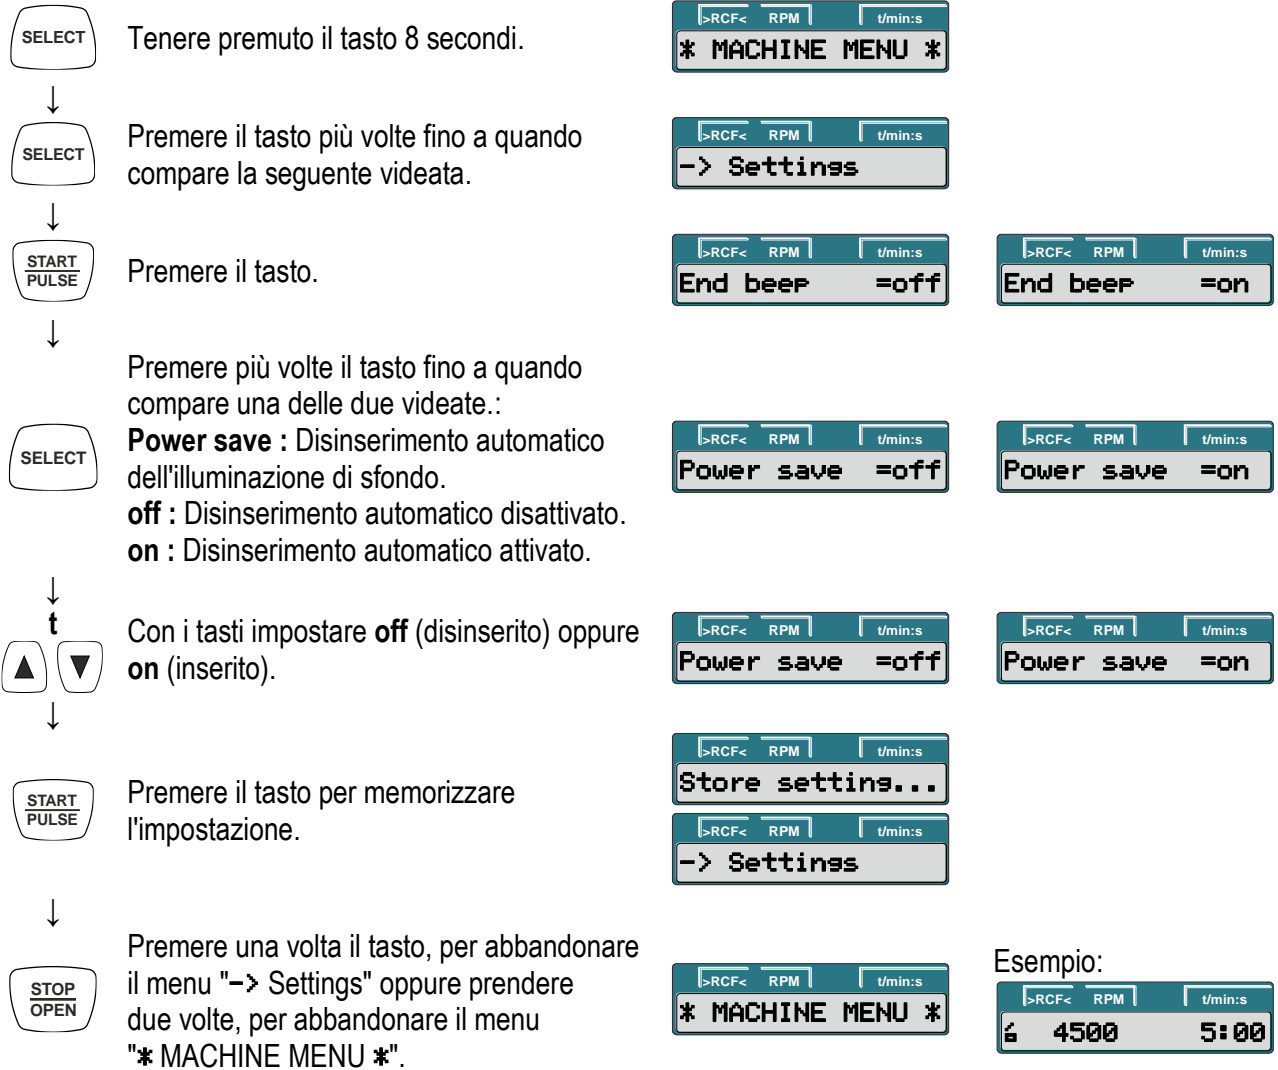 SELECT
Tenere premuto il tasto 8 secondi.
>RCF< RPM t/min:s
* MACHINE MENU *
↓
SELECT
Premere il tasto più volte fino a quando
compare la seguente videata.
>RCF< RPM t/min:s
-> Settings
↓
START
PULSE
Premere il tasto.
>RCF< RPM t/min:s
End beep =off
>RCF< RPM t/min:s
End beep =on
↓
Premere più volte il tasto fino a quando
compare una delle due videate.:
SELECT
Power save : Disinserimento automatico
dell'illuminazione di sfondo.
off : Disinserimento automatico disattivato.
on : Disinserimento automatico attivato.
>RCF< RPM t/min:s
Power save =off
>RCF< RPM t/min:s
Power save =on
↓
t
▲ ▼
Con i tasti impostare off (disinserito) oppure
on (inserito).
>RCF< RPM t/min:s
Power save =off
>RCF< RPM t/min:s
Power save =on
↓
START
PULSE
Premere il tasto per memorizzare
l'impostazione.
>RCF< RPM t/min:s
Store setting...
>RCF< RPM t/min:s
-> Settings
↓
STOP
OPEN
Premere una volta il tasto, per abbandonare
il menu "-> Settings" oppure prendere
due volte, per abbandonare il menu
"* MACHINE MENU *".
>RCF< RPM t/min:s
* MACHINE MENU *
Esempio:
>RCF< RPM t/min:s
4500 5:00